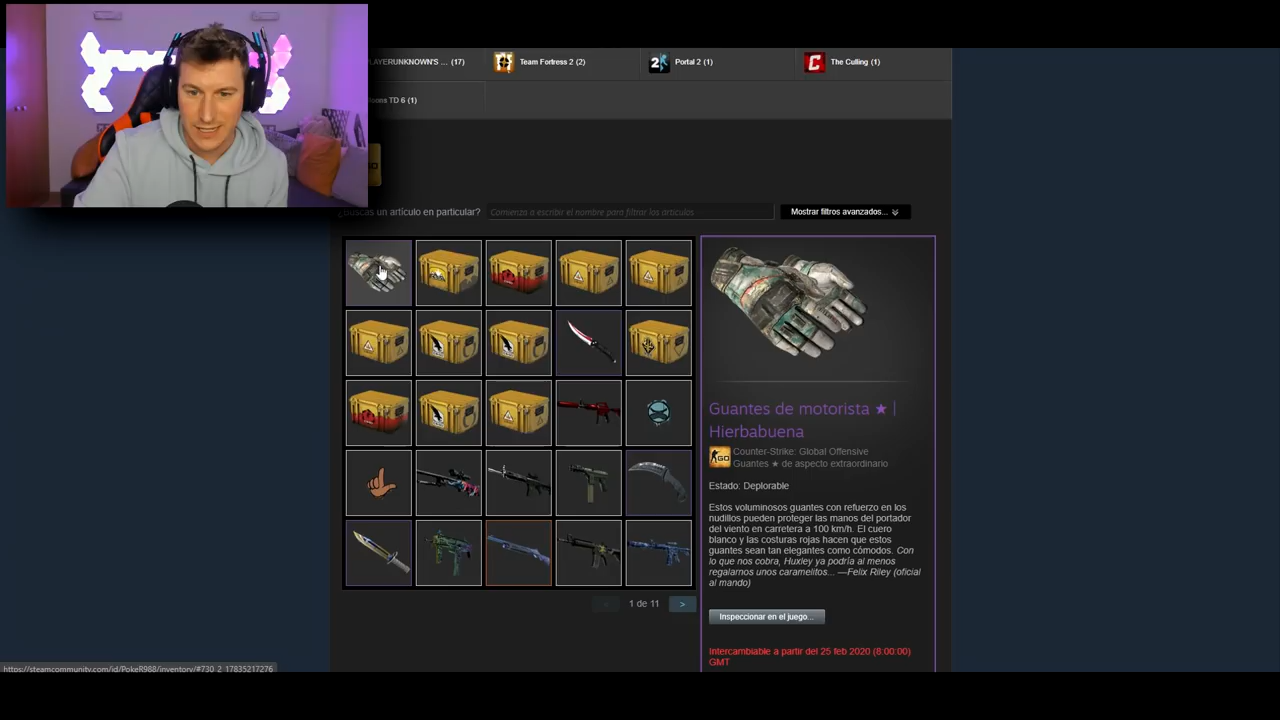 PLAYERUNKNOWN'S ... (17)
Team Fortress 2 (2)
Portal 2 (1)
The Culling (1)
TD 6 (1)
¿Buscas un artículo en particular?
Comienza a escribir el nombre para filtrar los artículos
Mostrar filtros avanzados...
Guantes de motorista ★ |
Hierbabuena
Counter-Strike: Global Offensive
Guantes ★ de aspecto extraordinario
Estado: Deplorable
Estos voluminosos guantes con refuerzo en los
nudillos pueden proteger las manos del portador
del viento en carretera a 100 km/h. El cuero
blanco y las costuras rojas hacen que estos
guantes sean tan elegantes como cómodos. Con
lo que nos cobra, Huxley ya podría al menos
regalarnos unos caramelitos... —Felix Riley (oficial
al mando)
1 de 11
>
Inspeccionar en el juego...
Intercambiable a partir del 25 feb 2020 (8:00:00)
GMT
https://steamcommunity.com/id/PokeR988/inventory/#730_2_17835217276